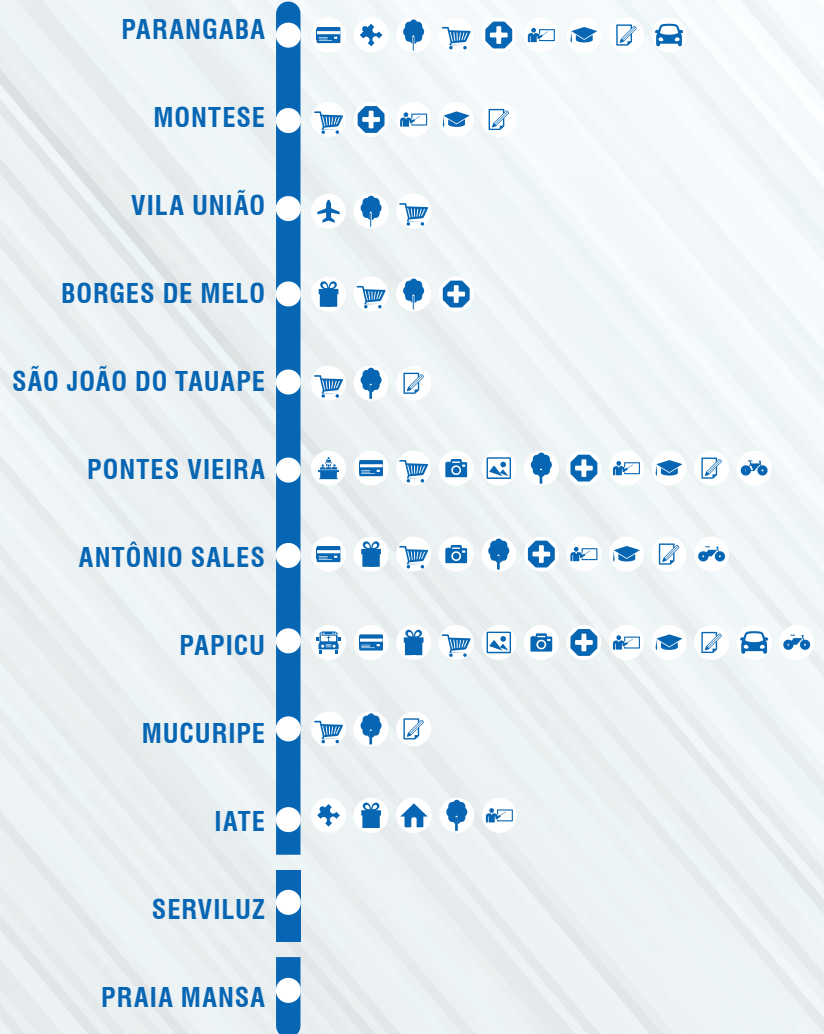 PARANGABA
MONTESE
VILA UNIÃO
BORGES DE MELO
SÃO JOÃO DO TAUAPE
PONTES VIEIRA
ANTÔNIO SALES
PAPICU
MUCURIPE
IATE
SERVILUZ
PRAIA MANSA